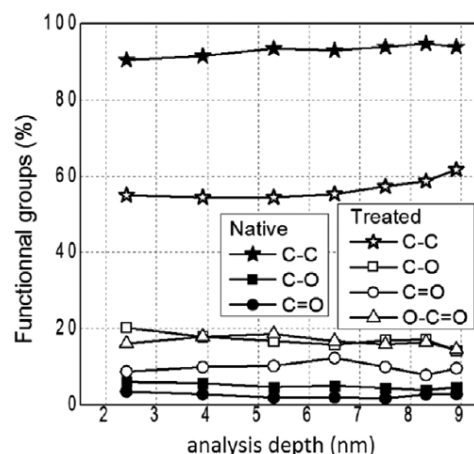 100
80
60
40
20
0
Functionnal groups (%)
Native
C-C
C-O
C=O
Treated
C-C
C-O
C=O
O-C=O
2 3 4 5 6 7 8 9
analysis depth (nm)